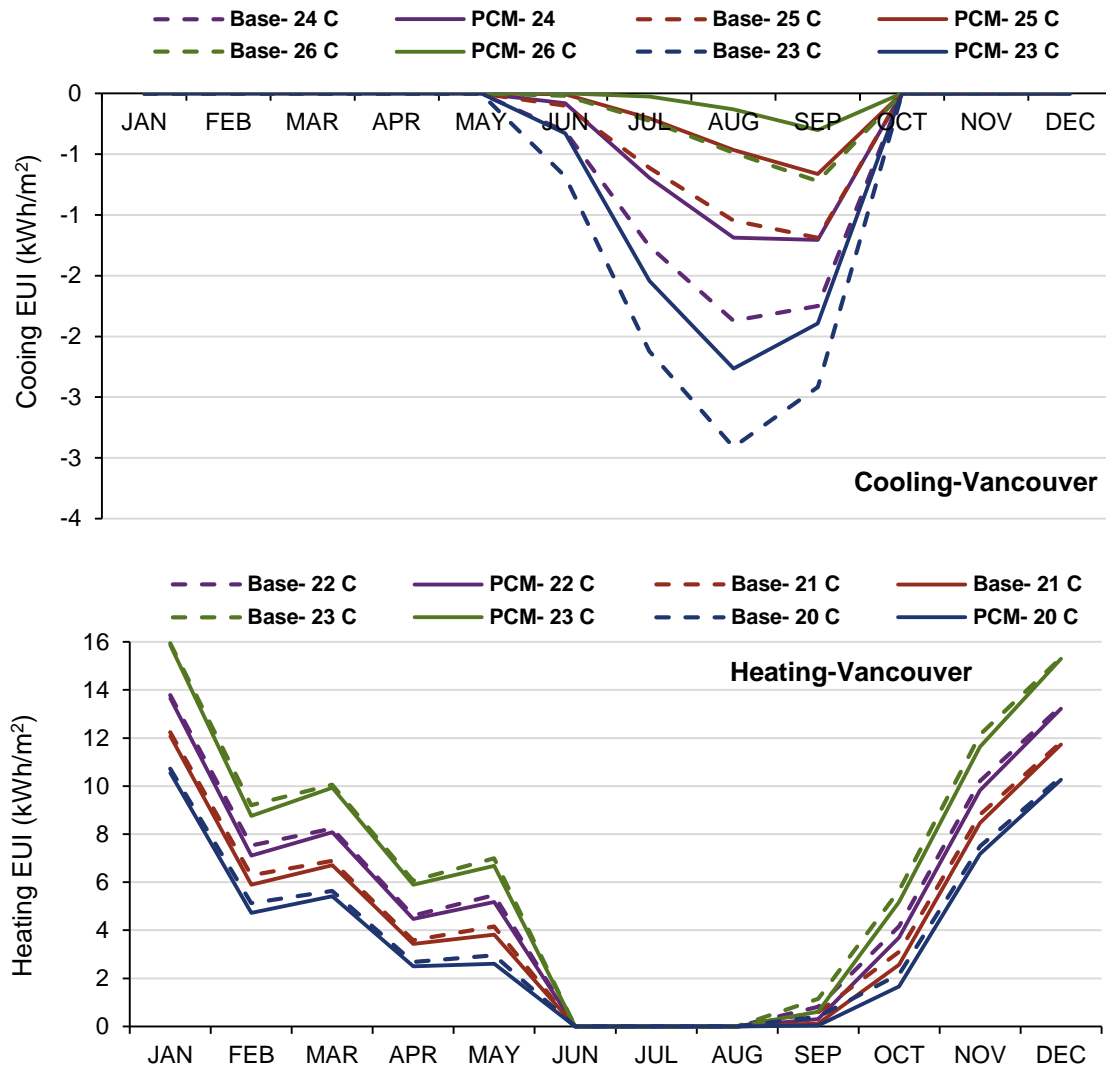 Base- 24 C PCM- 24 Base- 25 C PCM- 25 C
Base- 26 C PCM- 26 C Base- 23 C PCM- 23 C
0
JAN FEB MAR APR MAY JUN JUL AUG SEP OCT NOV DEC
-1
-1
-2
-2
-3
-3
-4
Cooing EUI (kWh/m²)
Cooling-Vancouver
Base- 22 C PCM- 22 C Base- 21 C Base- 21 C
Base- 23 C PCM- 23 C Base- 20 C PCM- 20 C
16
14
12
10
8
6
4
2
0
Heating EUI (kWh/m²)
Heating-Vancouver
JAN FEB MAR APR MAY JUN JUL AUG SEP OCT NOV DEC